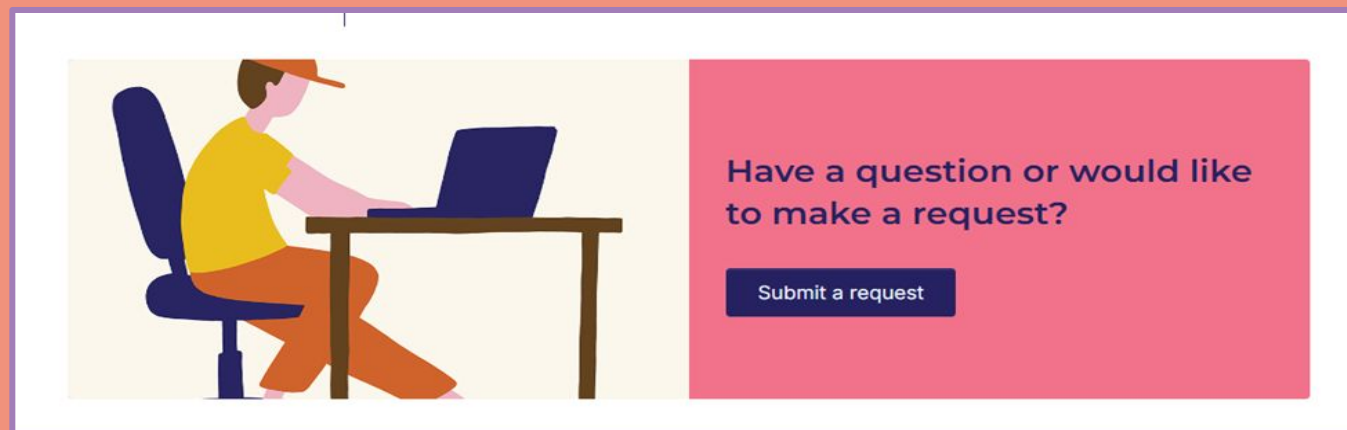 Have a question or would like
to make a request?
Submit a request